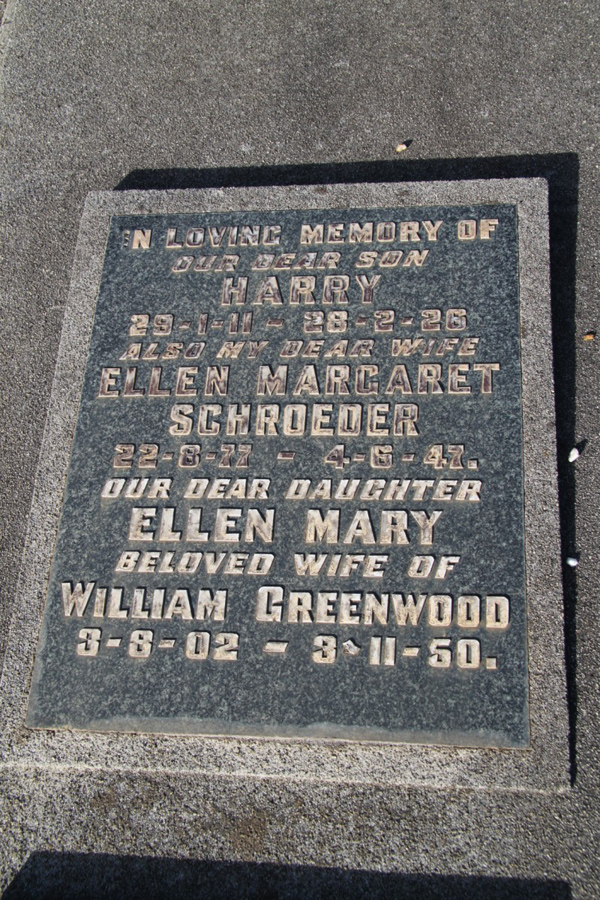 IN LOVING MEMORY OF
OUR DEAR SON
HARRY
29-1-11 - 28-2-26
ALSO MY DEAR WIFE
ELLEN MARGARET
SCHROEDER
22-8-77 - 4-6-47.
OUR DEAR DAUGHTER
ELLEN MARY
BELOVED WIFE OF
WILLIAM GREENWOOD
3-8-02 - 3-11-50.